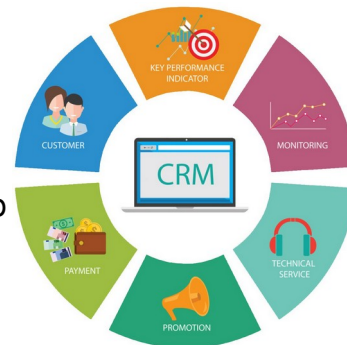 KEY PERFORMANCE
INDICATOR
CUSTOMER
MONITORING
CRM
PAYMENT
TECHNICAL
SERVICE
PROMOTION